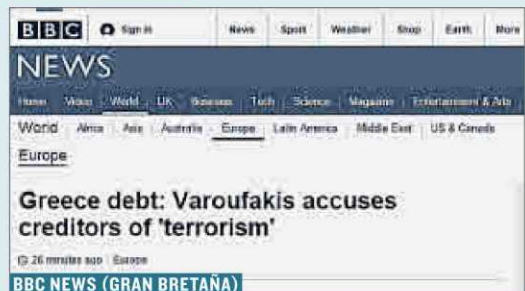 BBC Sign in News Sport Weather Shop Earth More
NEWS
Home Video World UK Business Tech Science Magazine Entertainment & Arts
World Africa Asia Australia Europe Latin America Middle East US & Canada
Europe
Greece debt: Varoufakis accuses
creditors of 'terrorism'
26 minutes ago Europe
BBC NEWS (GRAN BRETAÑA)